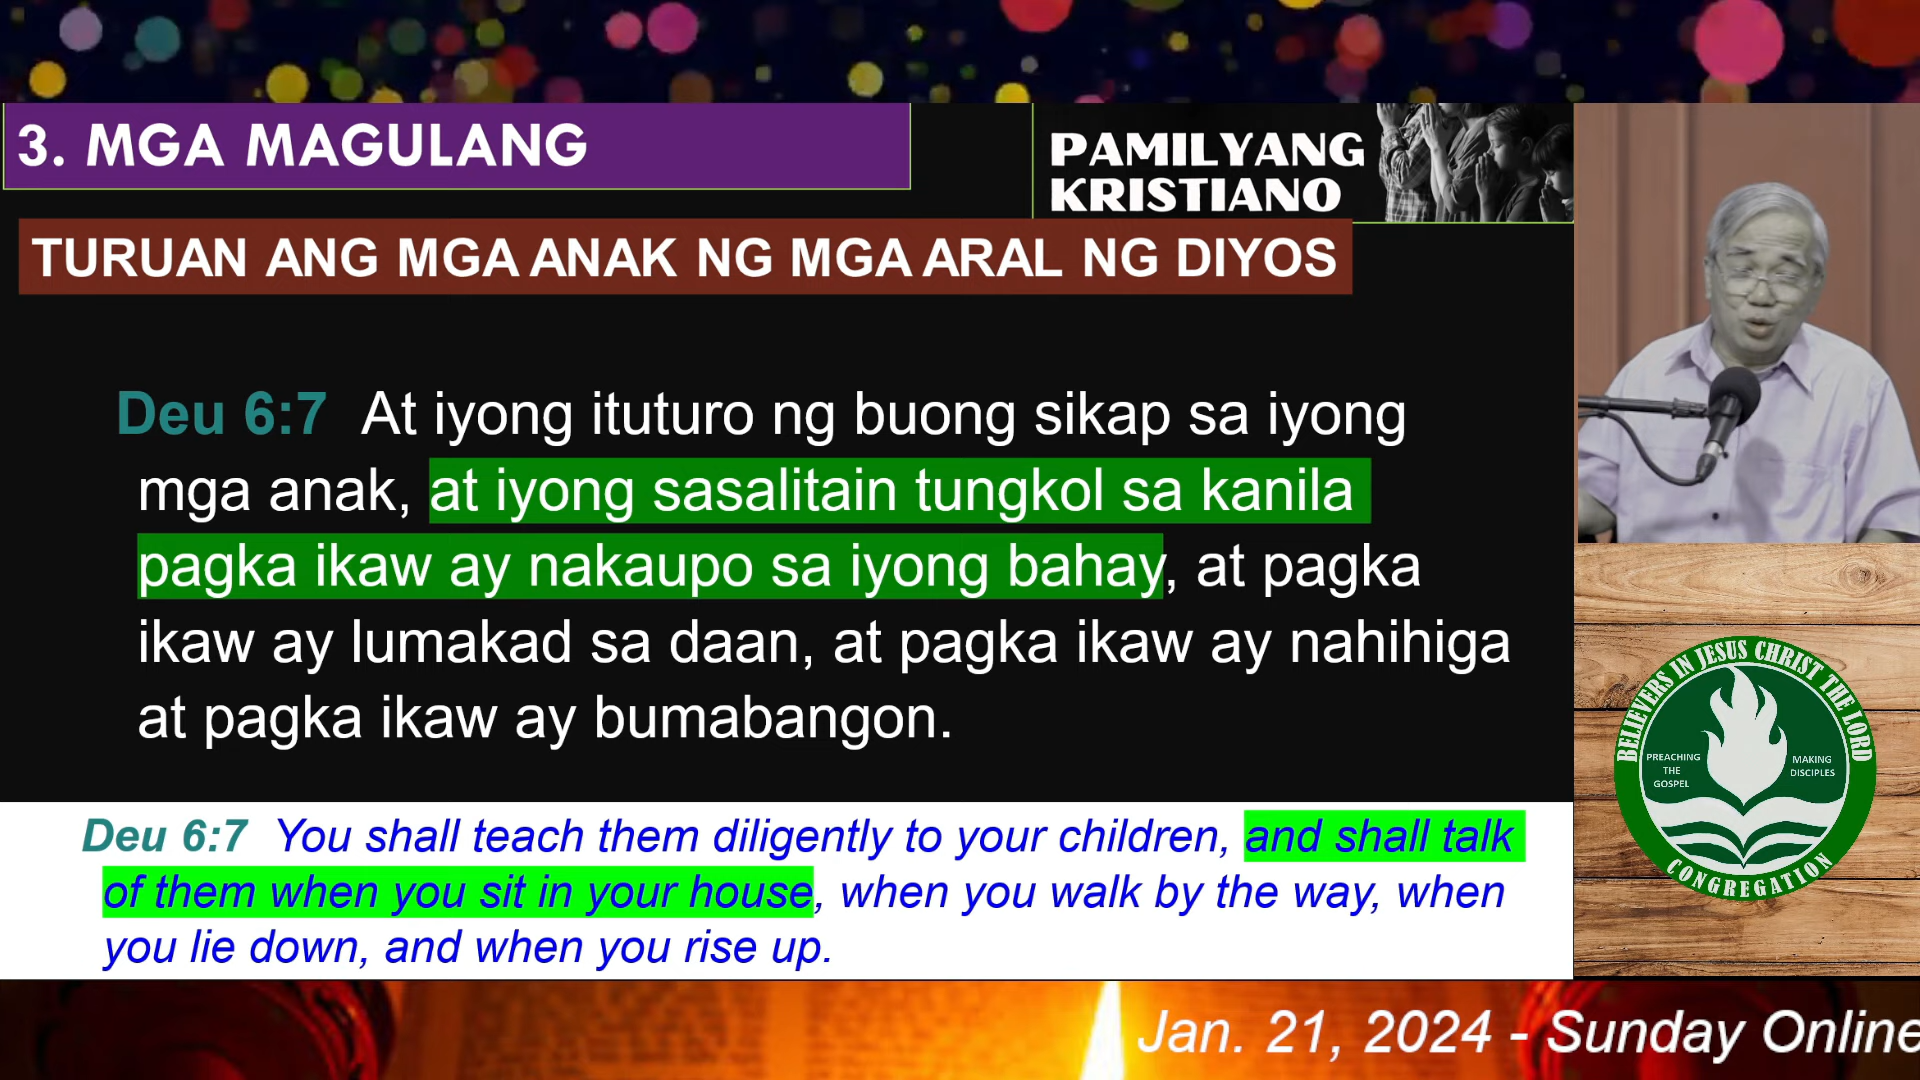 3. MGA MAGULANG
PAMILYANG
KRISTIANO
TURUAN ANG MGA ANAK NG MGA ARAL NG DIYOS
Deu 6:7 At iyong ituturo ng buong sikap sa iyong
mga anak, at iyong sasalitain tungkol sa kanila
pagka ikaw ay nakaupo sa iyong bahay, at pagka
ikaw ay lumakad sa daan, at pagka ikaw ay nahihiga
at pagka ikaw ay bumabangon.
Deu 6:7 You shall teach them diligently to your children, and shall talk
of them when you sit in your house, when you walk by the way, when
you lie down, and when you rise up.
BELIEVERS IN JESUS CHRIST THE LORD
PREACHING
THE
GOSPEL
MAKING
DISCIPLES
CONGREGATION
Jan. 21, 2024 - Sunday Online